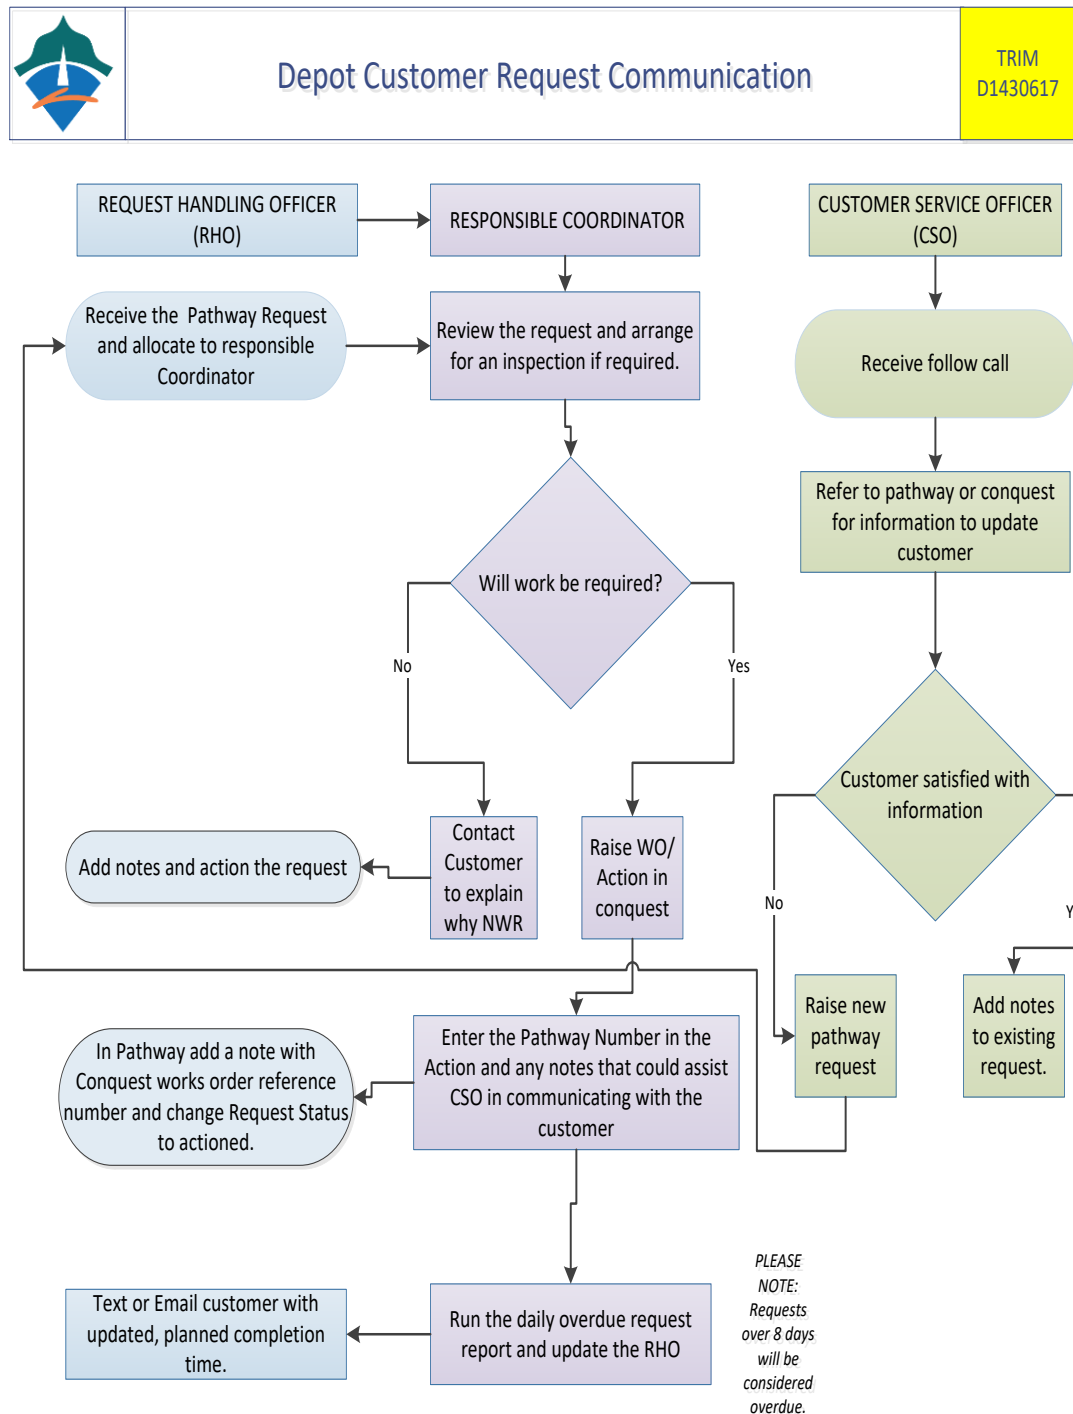 Depot Customer Request Communication
TRIM
D1430617
REQUEST HANDLING OFFICER
(RHO)
RESPONSIBLE COORDINATOR
CUSTOMER SERVICE OFFICER
(CSO)
Receive the Pathway Request
and allocate to responsible
Coordinator
Review the request and arrange
for an inspection if required.
Receive follow call
Refer to pathway or conquest
for information to update
customer
Will work be required?
No
Yes
Customer satisfied with
information
No
Y
Add notes and action the request
Contact
Customer
to explain
why NWR
Raise WO/
Action in
conquest
Raise new
pathway
request
Add notes
to existing
request.
In Pathway add a note with
Conquest works order reference
number and change Request Status
to actioned.
Enter the Pathway Number in the
Action and any notes that could assist
CSO in communicating with the
customer
Text or Email customer with
updated, planned completion
time.
Run the daily overdue request
report and update the RHO
PLEASE
NOTE:
Requests
over 8 days
will be
considered
overdue.